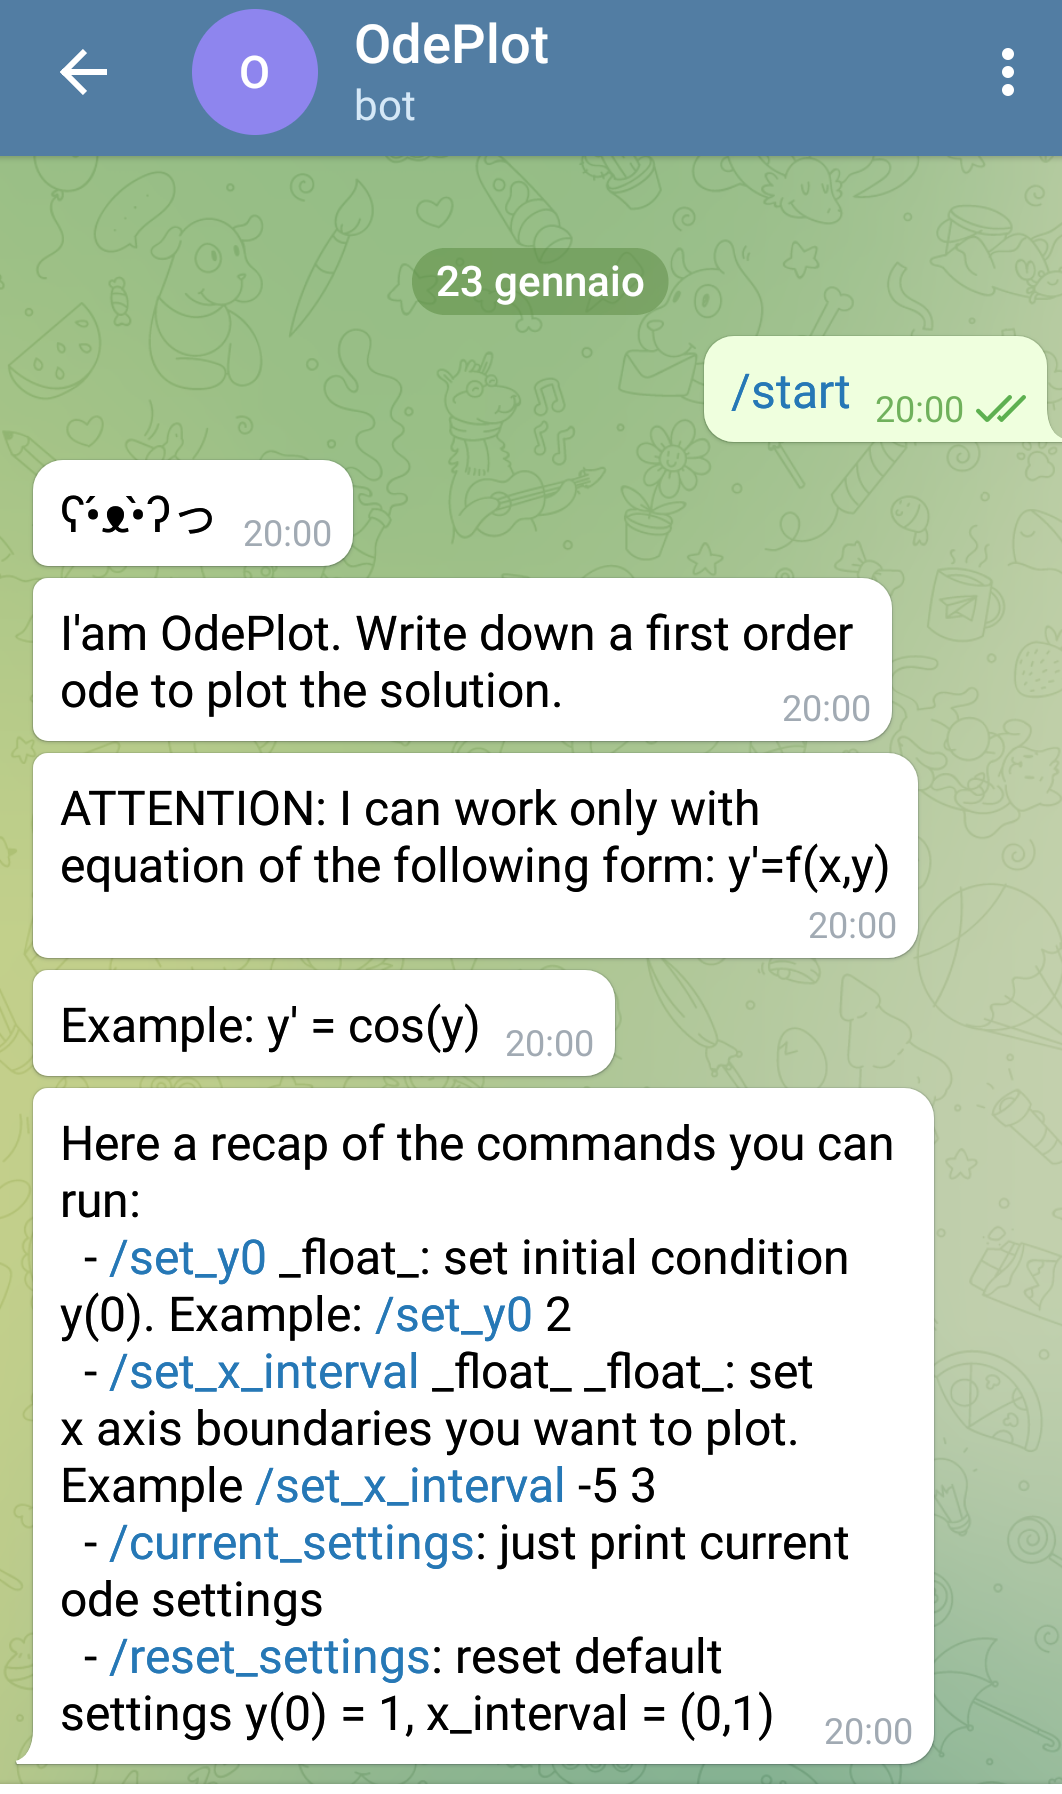 O
OdePlot
bot
23 gennaio
/start 20:00
ʕ•́ᴥ•̀ʔっ 20:00
I'am OdePlot. Write down a first order
ode to plot the solution. 20:00
ATTENTION: I can work only with
equation of the following form: y'=f(x,y)
20:00
Example: y' = cos(y) 20:00
Here a recap of the commands you can
run:
- /set_y0 _float_: set initial condition
y(0). Example: /set_y0 2
- /set_x_interval _float_ _float_: set
x axis boundaries you want to plot.
Example /set_x_interval -5 3
- /current_settings: just print current
ode settings
- /reset_settings: reset default
settings y(0) = 1, x_interval = (0,1) 20:00